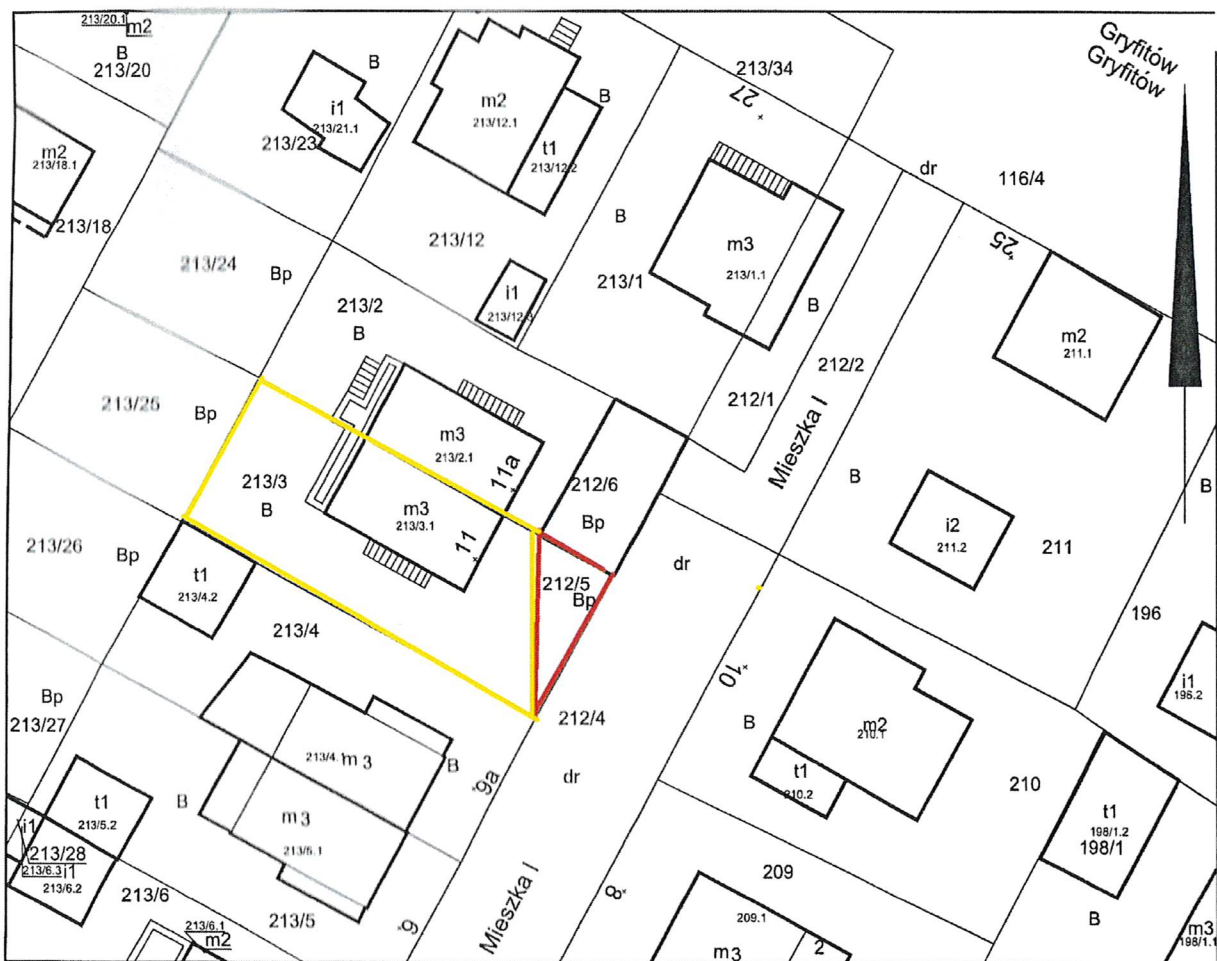 213/20.1
m2
B
213/20
m2
213/18.1
213/18
B
i1
213/21.1
213/23
m2
213/12.1
B
t1
213/12.2
213/34
27
Gryfitów
Gryfitów
dr
116/4
25
213/24
Bp
213/12
B
m3
213/1.1
213/1
B
i1
213/2
B
m2
211.1
212/2
212/1
Mieszka I
213/25
Bp
m3
213/2.1
11a
213/3
B
m3
213/3.1
11
212/6
Bp
B
i2
211.2
211
B
213/26
Bp
t1
213/4.2
212/5
Bp
dr
196
213/4
10
i1
196.2
Bp
213/27
212/4
B
m2
210.1
213/4.
m3
B
9a
dr
t1
210.2
210
t1
213/5.2
B
m3
213/5.1
t1
198/1.2
198/1
i1
213/28
213/6.3
i1
213/6.2
213/6
213/5
9
Mieszka I
8
209
B
213/6.1
m2
209.1
m3
2
m3
198/1.1